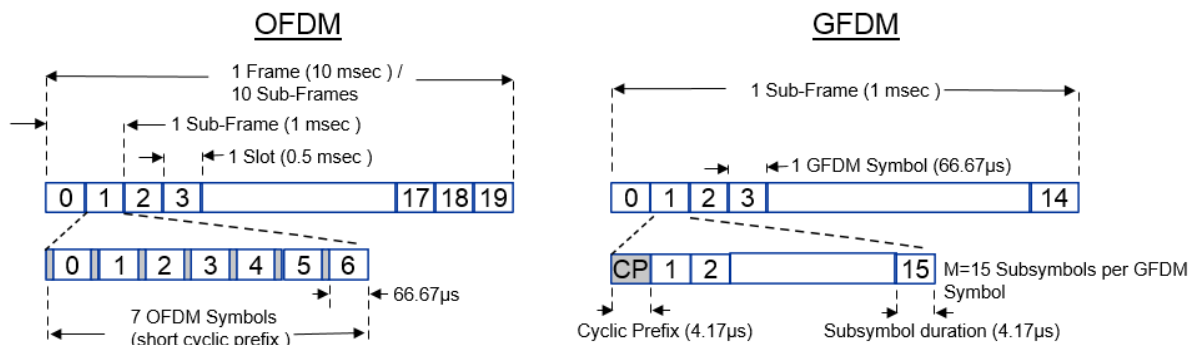 OFDM
1 Frame (10 msec ) /
10 Sub-Frames
1 Sub-Frame (1 msec )
1 Slot (0.5 msec )
0 1 2 3 17 18 19
0 1 2 3 4 5 6
66.67µs
7 OFDM Symbols
(short cyclic prefix )
GFDM
1 Sub-Frame (1 msec )
1 GFDM Symbol (66.67µs)
0 1 2 3 14
CP 1 2 15
M=15 Subsymbols per GFDM
Symbol
Cyclic Prefix (4.17µs)
Subsymbol duration (4.17µs)